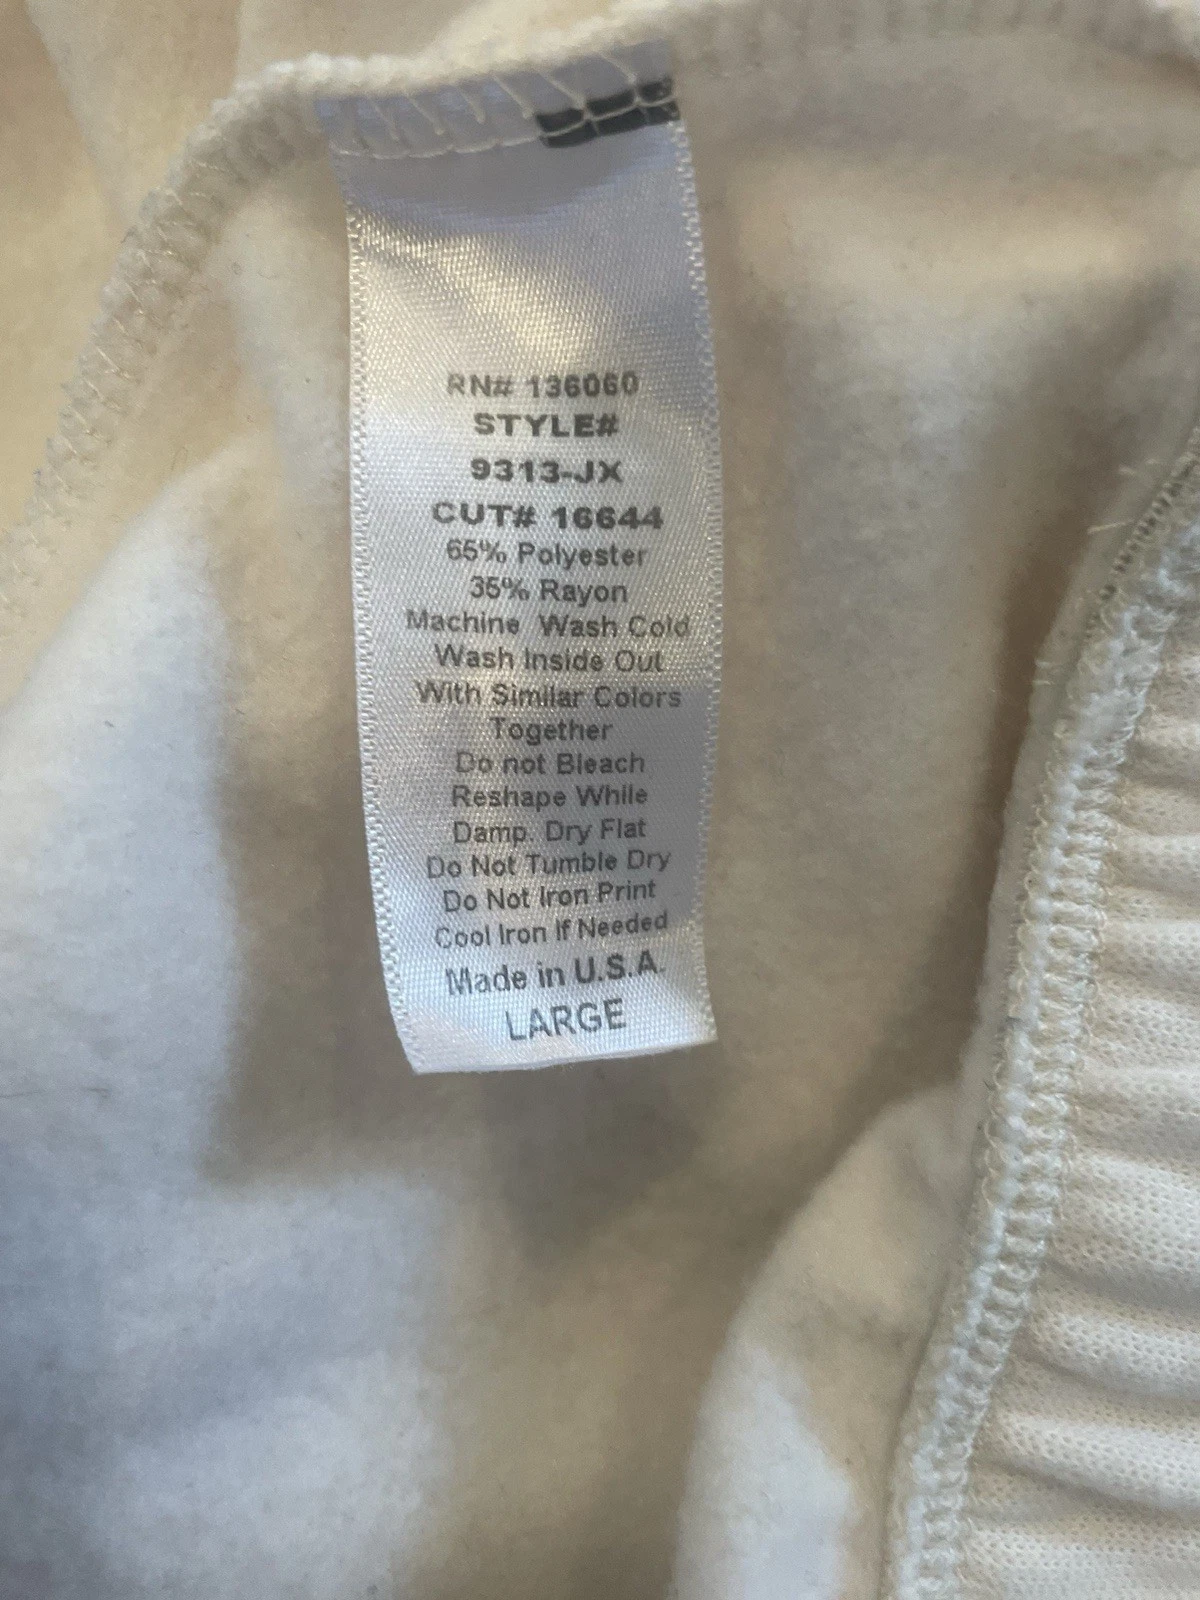 RN# 136060
STYLE#
9313-JX
CUT# 16644
65% Polyester
35% Rayon
Machine Wash Cold
Wash Inside Out
With Similar Colors
Together
Do not Bleach
Reshape While
Damp. Dry Flat
Do Not Tumble Dry
Do Not Iron Print
Cool Iron If Needed
Made in U.S.A.
LARGE